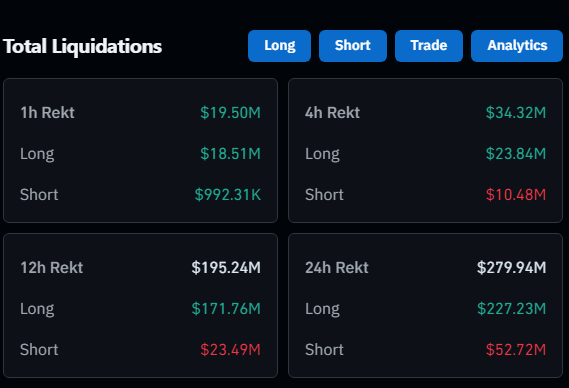 Total Liquidations Long Short Trade Analytics
1h Rekt $19.50M
Long $18.51M
Short $992.31K
4h Rekt $34.32M
Long $23.84M
Short $10.48M
12h Rekt $195.24M
Long $171.76M
Short $23.49M
24h Rekt $279.94M
Long $227.23M
Short $52.72M